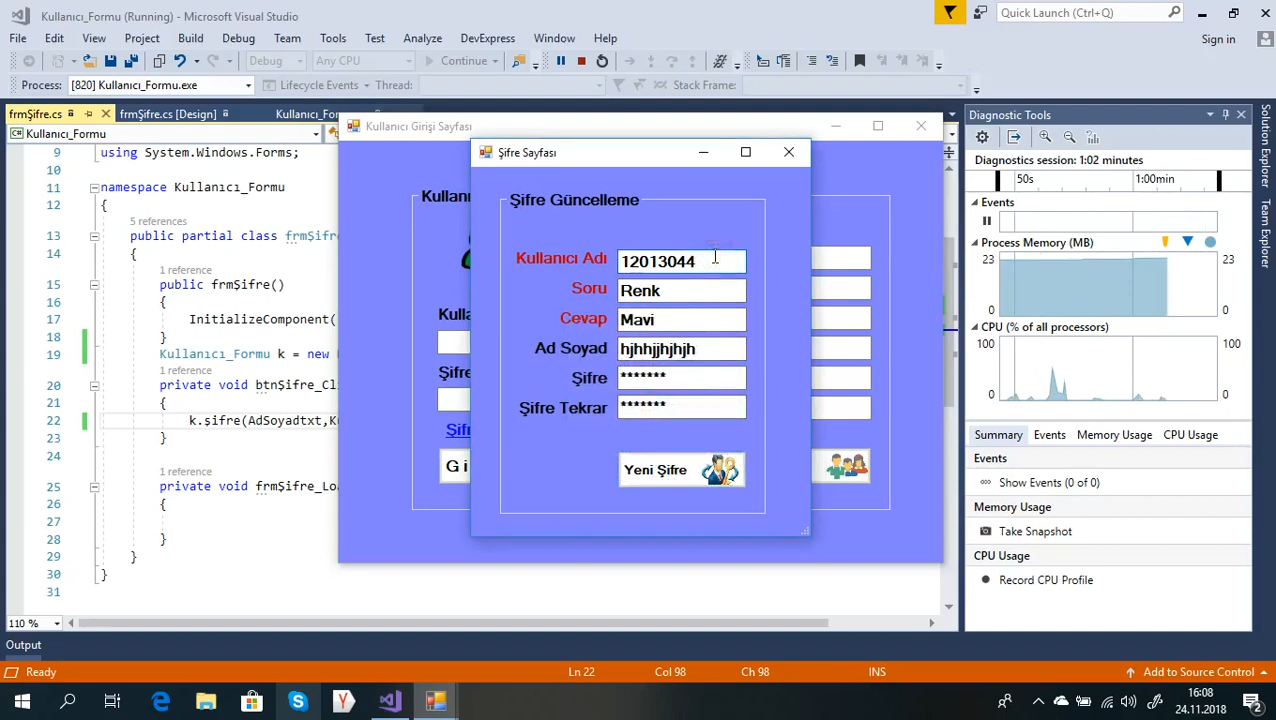 Kullanıcı_Formu (Running) - Microsoft Visual Studio
Quick Launch (Ctrl+Q)
File Edit View Project Build Debug Team Tools Test Analyze DevExpress Window Help
Sign in
Debug Any CPU Continue
Process: [820] Kullanıcı_Formu.exe Lifecycle Events Thread: Stack Frame:
frmŞifre.cs frmŞifre.cs [Design]
Kullanıcı_Formu
9 using System.Windows.Forms;
10
11 namespace Kullanıcı_Formu
12 {
5 references
13 public partial class
14 {
1 reference
15 public frmŞifre()
16 {
17 InitializeComponent(
18 }
19 Kullanıcı_Formu k = new
1 reference
20 private void
21 {
22 k.şifre(AdSoyadtxt,
23 }
24
1 reference
25 private void
26 {
27
28 }
29 }
30 }
31
110 %
Kullanıcı Girişi Sayfası
Şifre Sayfası
Şifre Güncelleme
Kullanıcı Adı 12013044
Soru Renk
Cevap Mavi
Ad Soyad hjhhjjhjhjh
Şifre *******
Şifre Tekrar *******
Yeni Şifre
Diagnostic Tools
Diagnostics session: 1:02 minutes
50s 1:00min
Events
Process Memory (MB)
23 23
0 0
CPU (% of all processors)
100 100
0 0
Summary Events Memory Usage CPU Usage
Events
Show Events (0 of 0)
Memory Usage
Take Snapshot
CPU Usage
Record CPU Profile
Solution Explorer
Properties
Output
Ready Ln 22 Col 98 Ch 98 INS Add to Source Control
16:08
24.11.2018
2